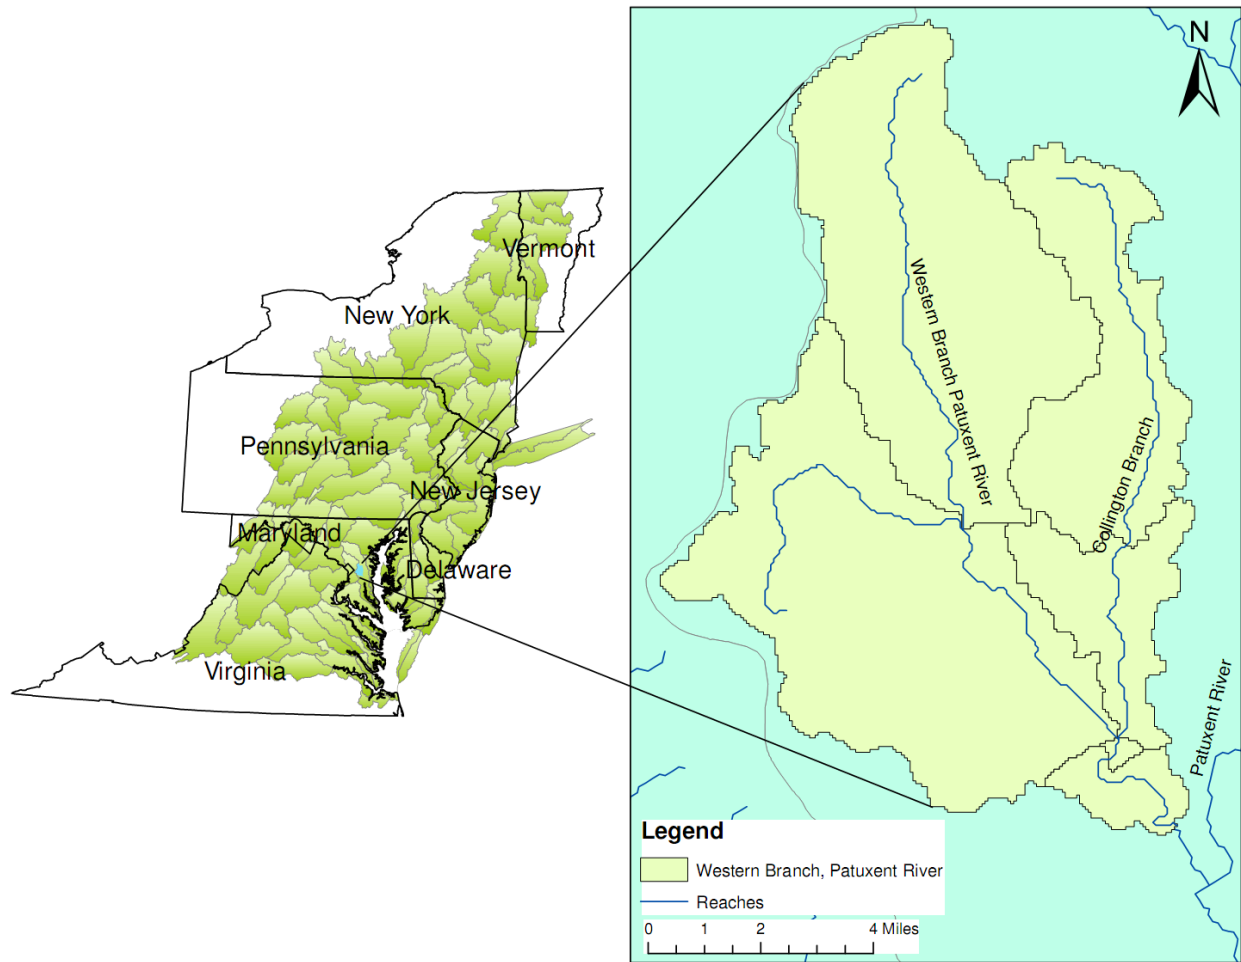 Vermont
New York
Pennsylvania
New Jersey
Maryland
Delaware
Virginia
N
Western Branch Patuxent River
Collington Branch
Patuxent River
Legend
Western Branch, Patuxent River
Reaches
0 1 2 4 Miles